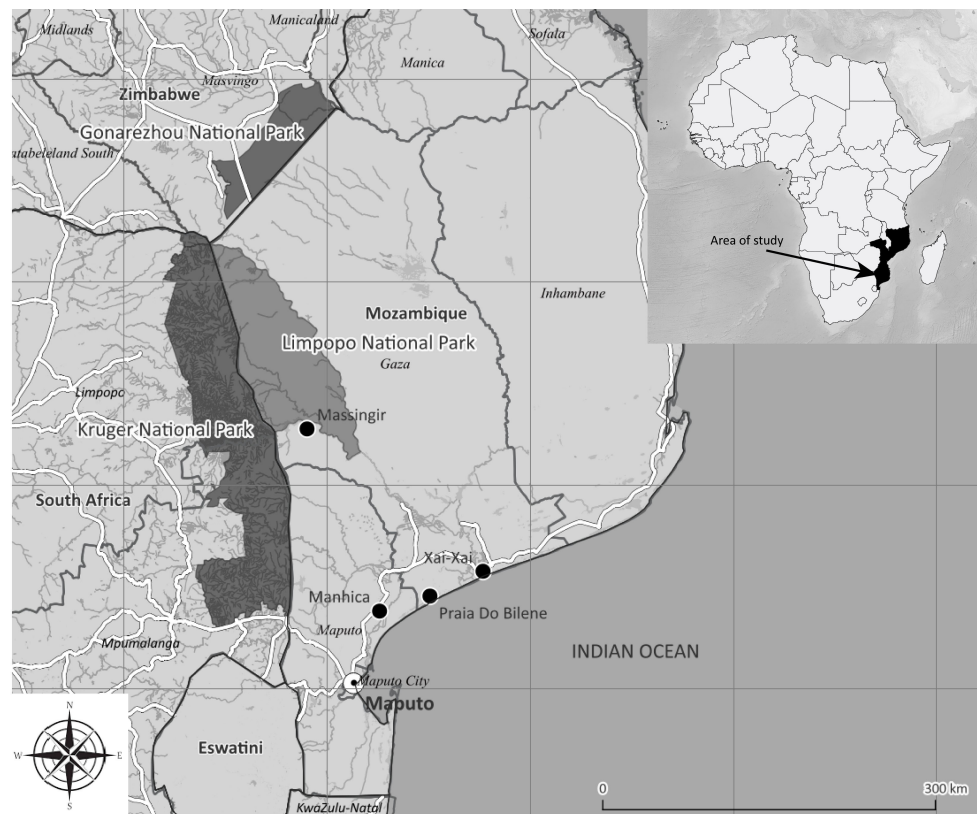 Manicaland
Midlands
Sofala
Manica
Masvingo
Zimbabwe
Gonarezhou National Park
atabeleland South
Area of study
Inhambane
Mozambique
Limpopo National Park
Gaza
Limpopo
Massingir
Kruger National Park
South Africa
Xai-Xai
Manhica
Praia Do Bilene
Maputo
Mpumalanga
INDIAN OCEAN
Maputo City
Maputo
N
W
E
S
Eswatini
0
300 km
KwaZulu-Natal